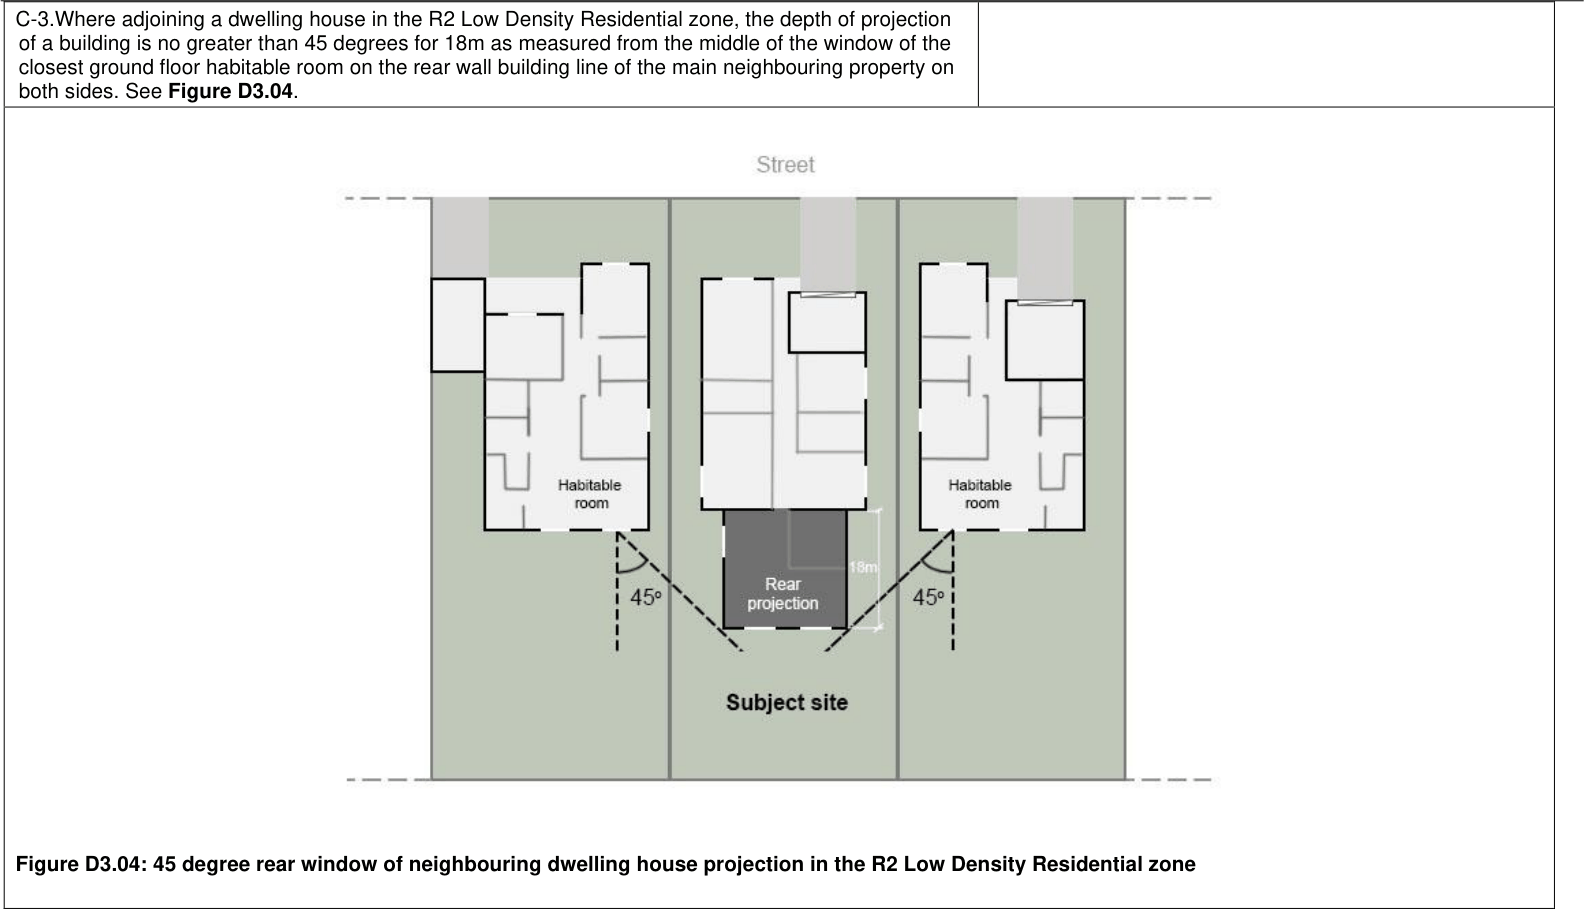 C-3.Where adjoining a dwelling house in the R2 Low Density Residential zone, the depth of projection
of a building is no greater than 45 degrees for 18m as measured from the middle of the window of the
closest ground floor habitable room on the rear wall building line of the main neighbouring property on
both sides. See Figure D3.04.
Street
Habitable
room
Habitable
room
18m
Rear
projection
45º
45º
Subject site
Figure D3.04: 45 degree rear window of neighbouring dwelling house projection in the R2 Low Density Residential zone